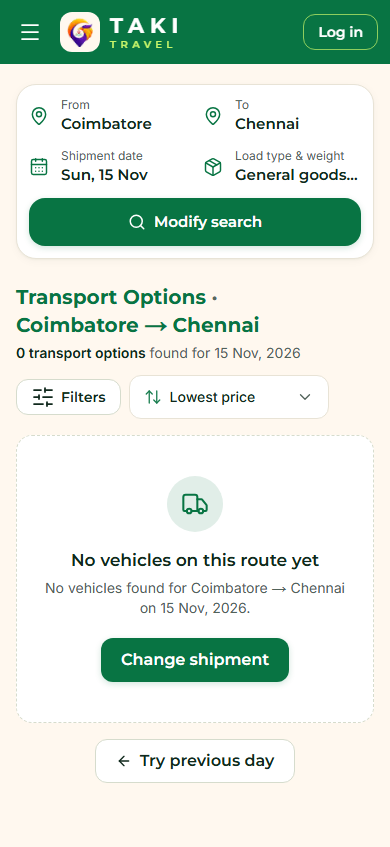 TAKI
TRAVEL
Log in
From
Coimbatore
To
Chennai
Shipment date
Sun, 15 Nov
Load type & weight
General goods...
Modify search
Transport Options ·
Coimbatore → Chennai
0 transport options found for 15 Nov, 2026
Filters
Lowest price
No vehicles on this route yet
No vehicles found for Coimbatore → Chennai
on 15 Nov, 2026.
Change shipment
← Try previous day